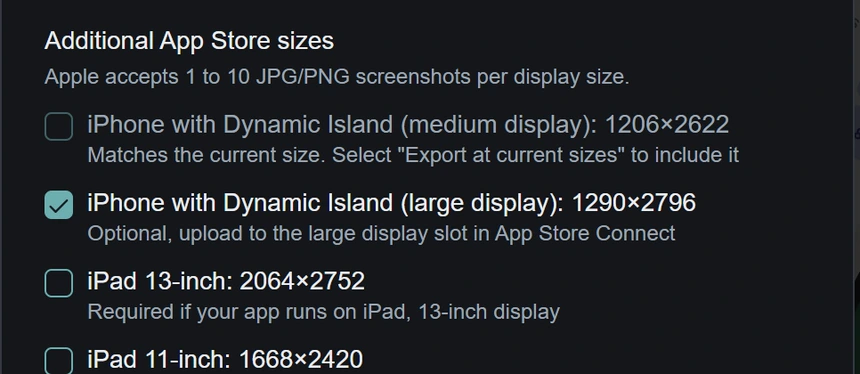 Additional App Store sizes
Apple accepts 1 to 10 JPG/PNG screenshots per display size.
iPhone with Dynamic Island (medium display): 1206×2622
Matches the current size. Select "Export at current sizes" to include it
iPhone with Dynamic Island (large display): 1290×2796
Optional, upload to the large display slot in App Store Connect
iPad 13-inch: 2064×2752
Required if your app runs on iPad, 13-inch display
iPad 11-inch: 1668×2420